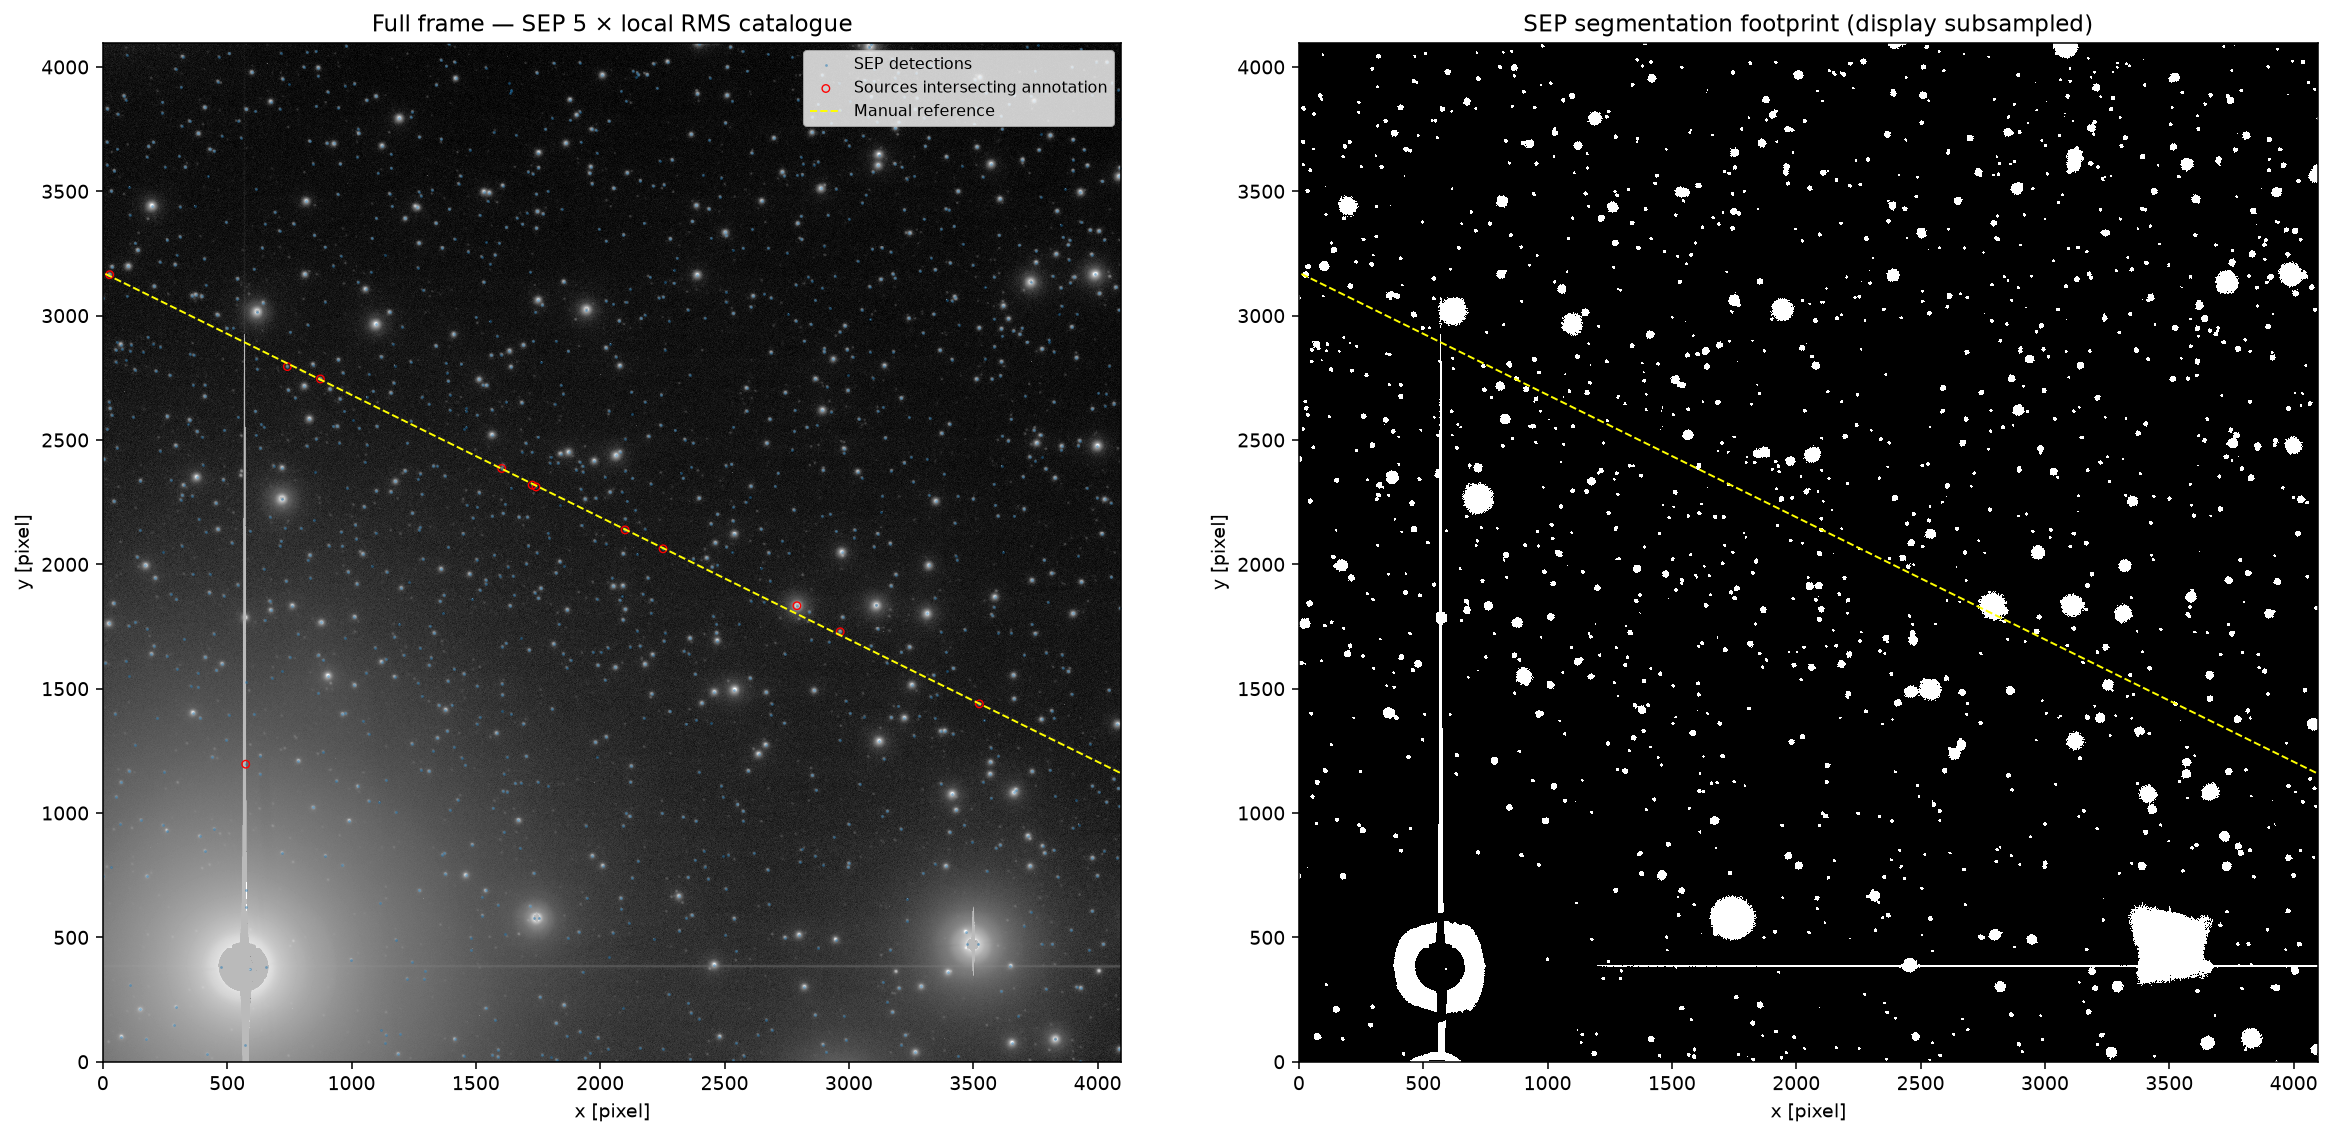 Full frame — SEP 5 × local RMS catalogue
SEP detections
Sources intersecting annotation
Manual reference
y [pixel]
4000
3500
3000
2500
2000
1500
1000
500
0
0 500 1000 1500 2000 2500 3000 3500 4000
x [pixel]
SEP segmentation footprint (display subsampled)
y [pixel]
4000
3500
3000
2500
2000
1500
1000
500
0
0 500 1000 1500 2000 2500 3000 3500 4000
x [pixel]